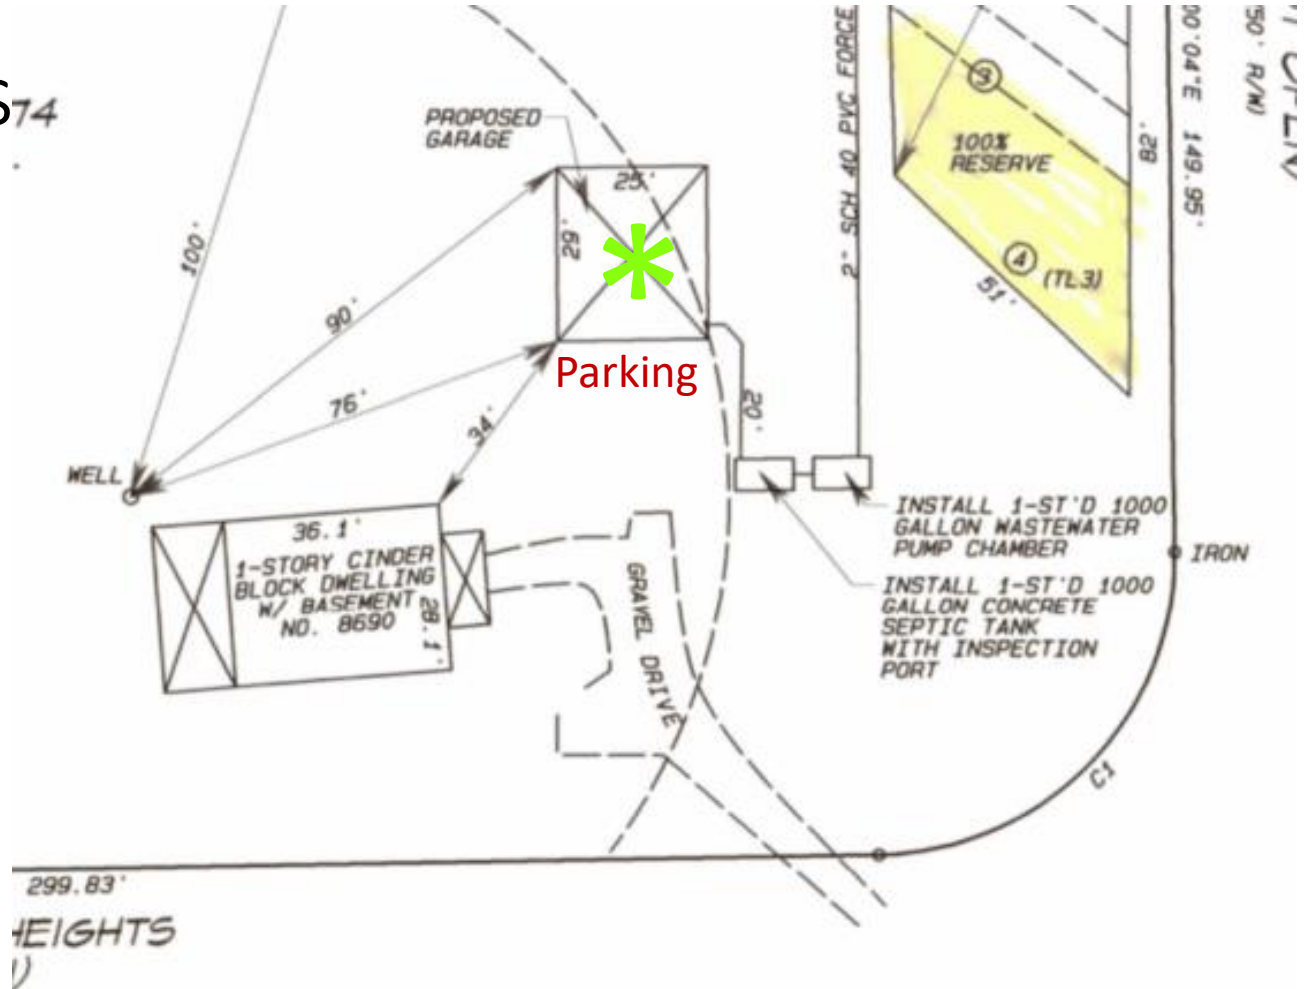 S
74
PROPOSED
GARAGE
25'
29'
100'
90'
76'
34'
Parking
20'
WELL
36.1'
1-STORY CINDER
BLOCK DWELLING
W/ BASEMENT
NO. 8690
28.1'
GRAVEL DRIVE
2" SCH 40 PVC FORCE
3
100%
RESERVE
4
(TL3)
51'
82'
00'04"E 149.95'
50' R/W)
INSTALL 1-ST'D 1000
GALLON WASTEWATER
PUMP CHAMBER
IRON
INSTALL 1-ST'D 1000
GALLON CONCRETE
SEPTIC TANK
WITH INSPECTION
PORT
C1
299.83'
HEIGHTS